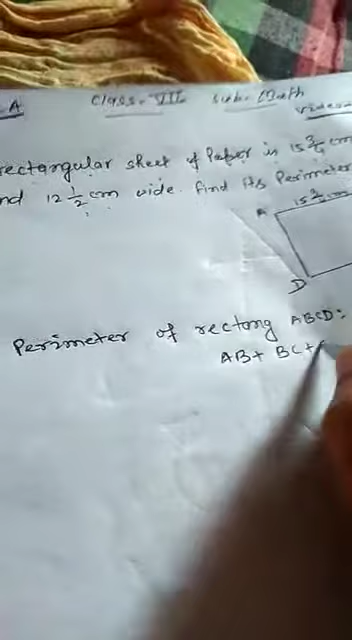 A Class - VII Sub: Math
rectangular sheet of Paper is 15 3/4 cm
nd 12 1/2 cm wide. Find its Perimeter
A 15 3/4 cm
D
Perimeter of rectang ABCD =
AB + BC +